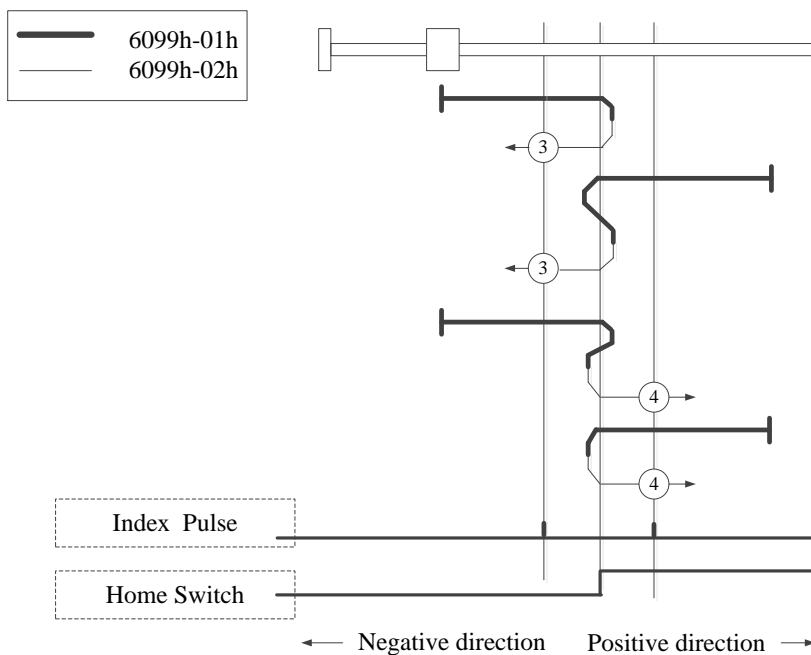 6099h-01h
6099h-02h
3
3
4
4
Index Pulse
Home Switch
Negative direction Positive direction